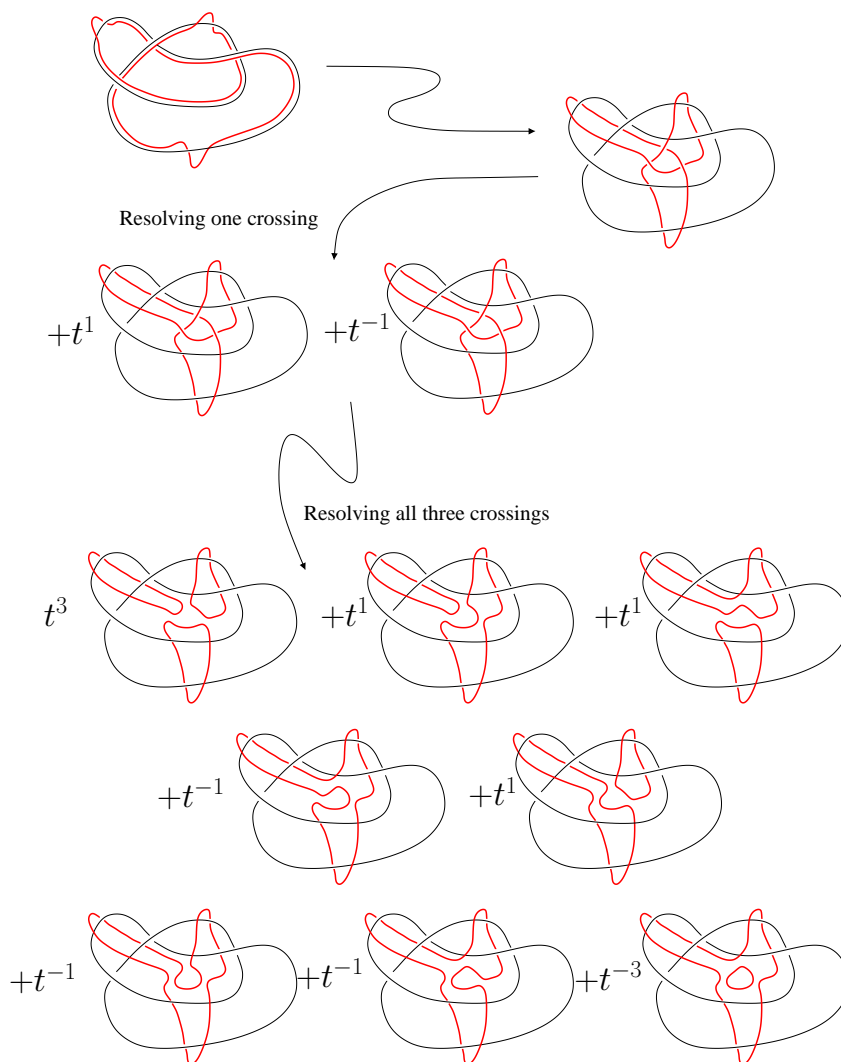 Resolving one crossing
+t^1 +t^{-1}
Resolving all three crossings
t^3 +t^1 +t^1
+t^{-1} +t^1
+t^{-1} +t^{-1} +t^{-3}